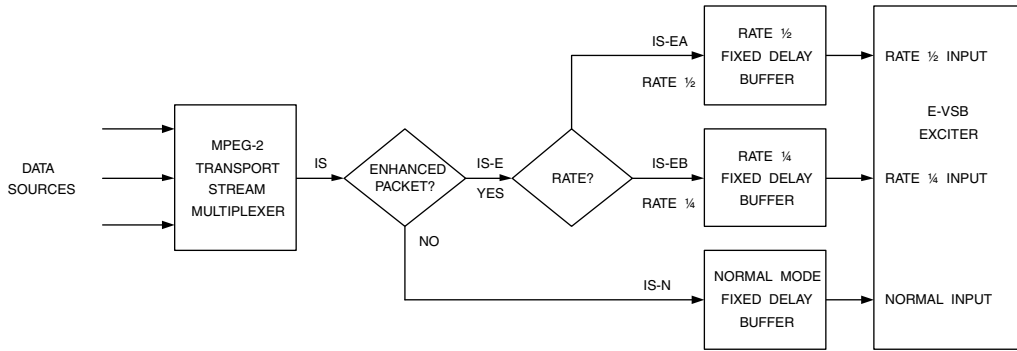 DATA
SOURCES
MPEG-2
TRANSPORT
STREAM
MULTIPLEXER
IS
ENHANCED
PACKET?
IS-E
YES
NO
RATE?
IS-EA
RATE ½
RATE ½
FIXED DELAY
BUFFER
IS-EB
RATE ¼
RATE ¼
FIXED DELAY
BUFFER
IS-N
NORMAL MODE
FIXED DELAY
BUFFER
RATE ½ INPUT
E-VSB
EXCITER
RATE ¼ INPUT
NORMAL INPUT